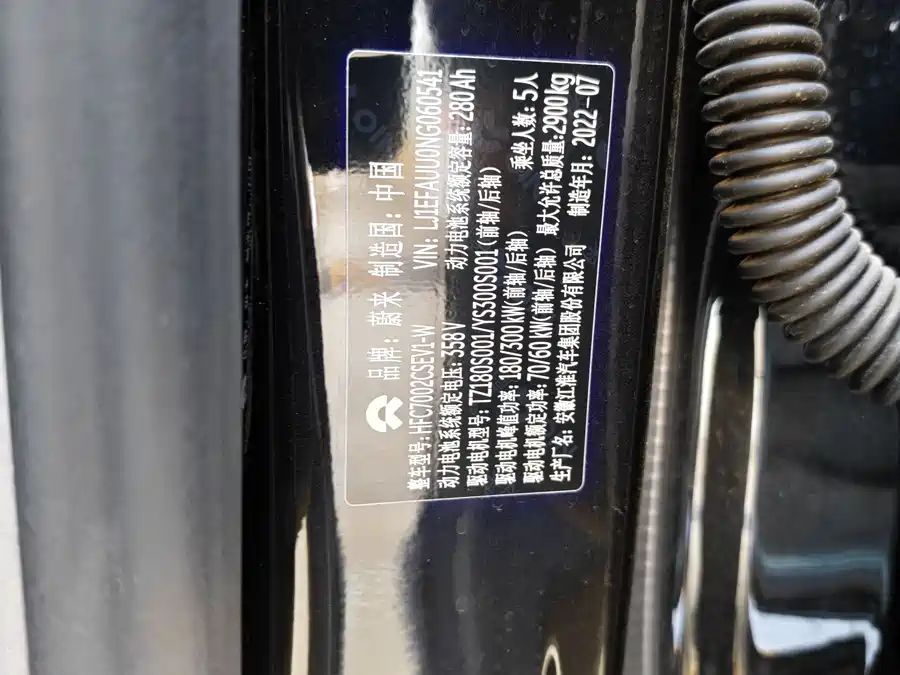 品牌: 蔚来 制造国: 中国
整车型号: HFC7002CSEV1-W VIN: LJ1EFAUU0NG060541
动力电池系统额定电压: 358V 动力电池系统额定容量: 280Ah
驱动电机型号: TZ180S001/YS300S001(前轴/后轴)
驱动电机峰值功率: 180/300kW(前轴/后轴) 乘坐人数: 5人
驱动电机额定功率: 70/60kW(前轴/后轴) 最大允许总质量: 2900kg
生产厂名: 安徽江淮汽车集团股份有限公司 制造年月: 2022-07